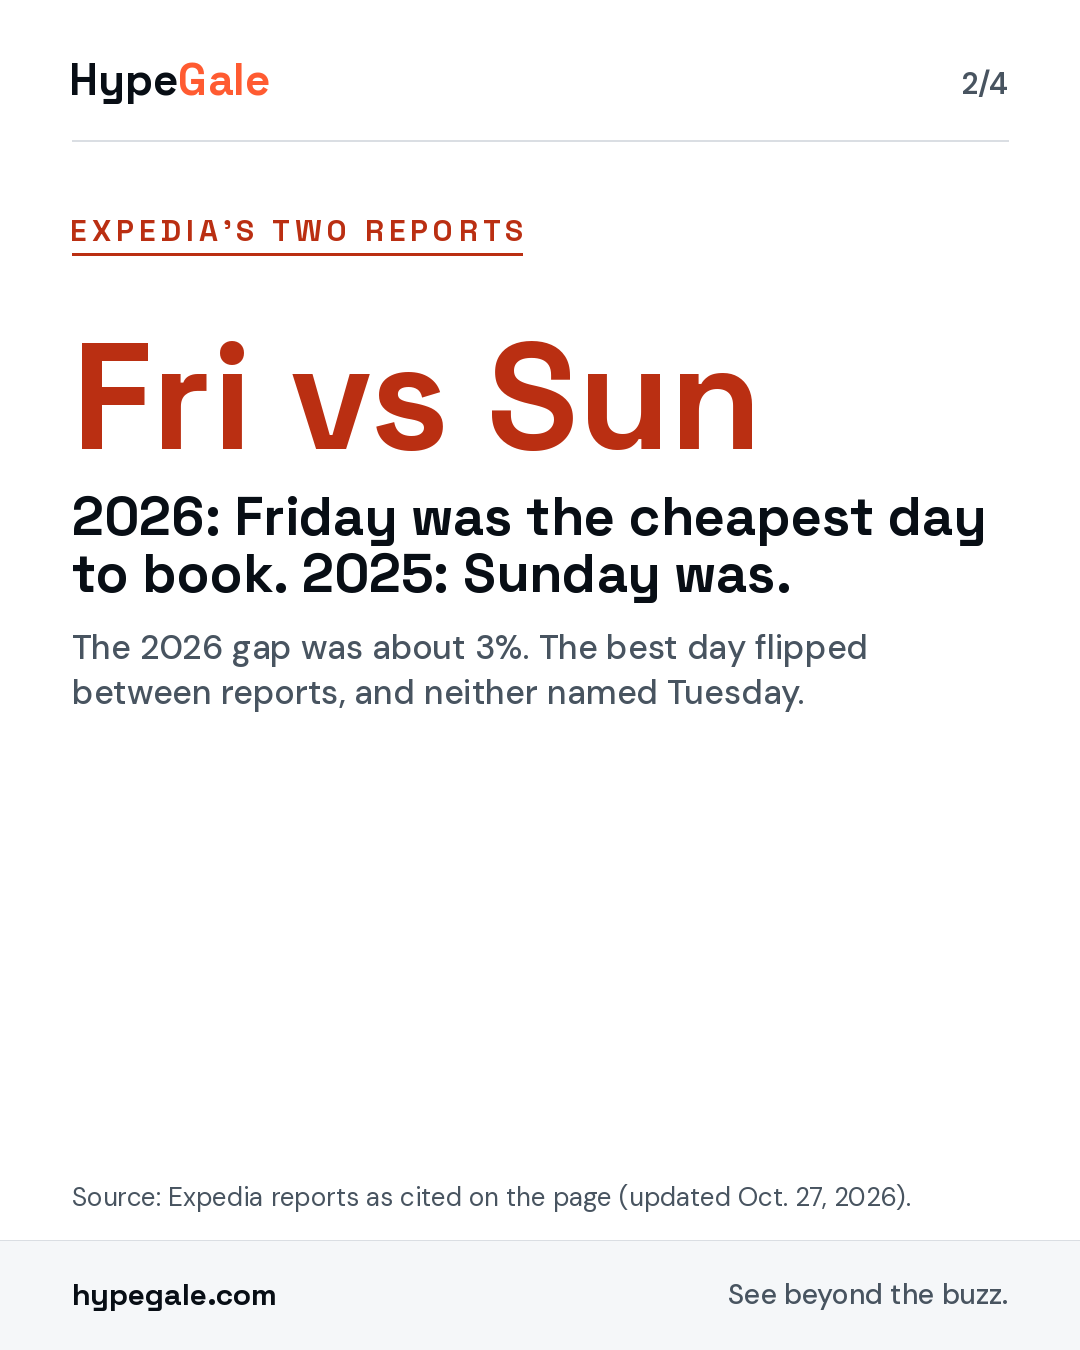 HypeGale
2/4
EXPEDIA’S TWO REPORTS
Fri vs Sun
2026: Friday was the cheapest day
to book. 2025: Sunday was.
The 2026 gap was about 3%. The best day flipped
between reports, and neither named Tuesday.
Source: Expedia reports as cited on the page (updated Oct. 27, 2026).
hypegale.com
See beyond the buzz.